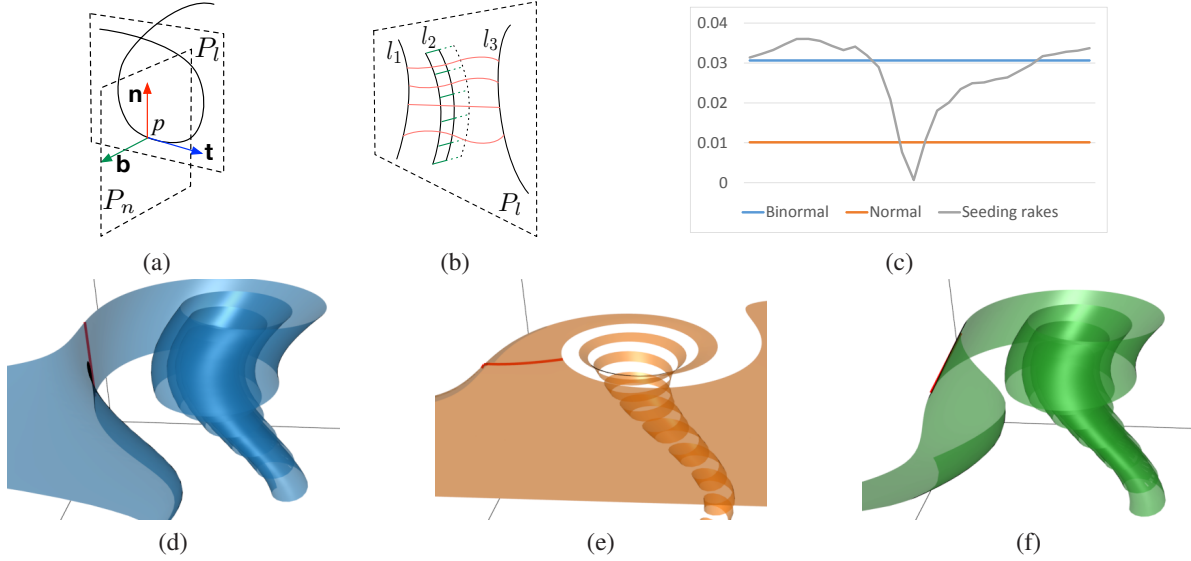 P_l
n
p
b
t
P_n
(a)
l_1
l_2
l_3
P_l
(b)
0.04
0.03
0.02
0.01
0
Binormal Normal Seeding rakes
(c)
(d)
(e)
(f)